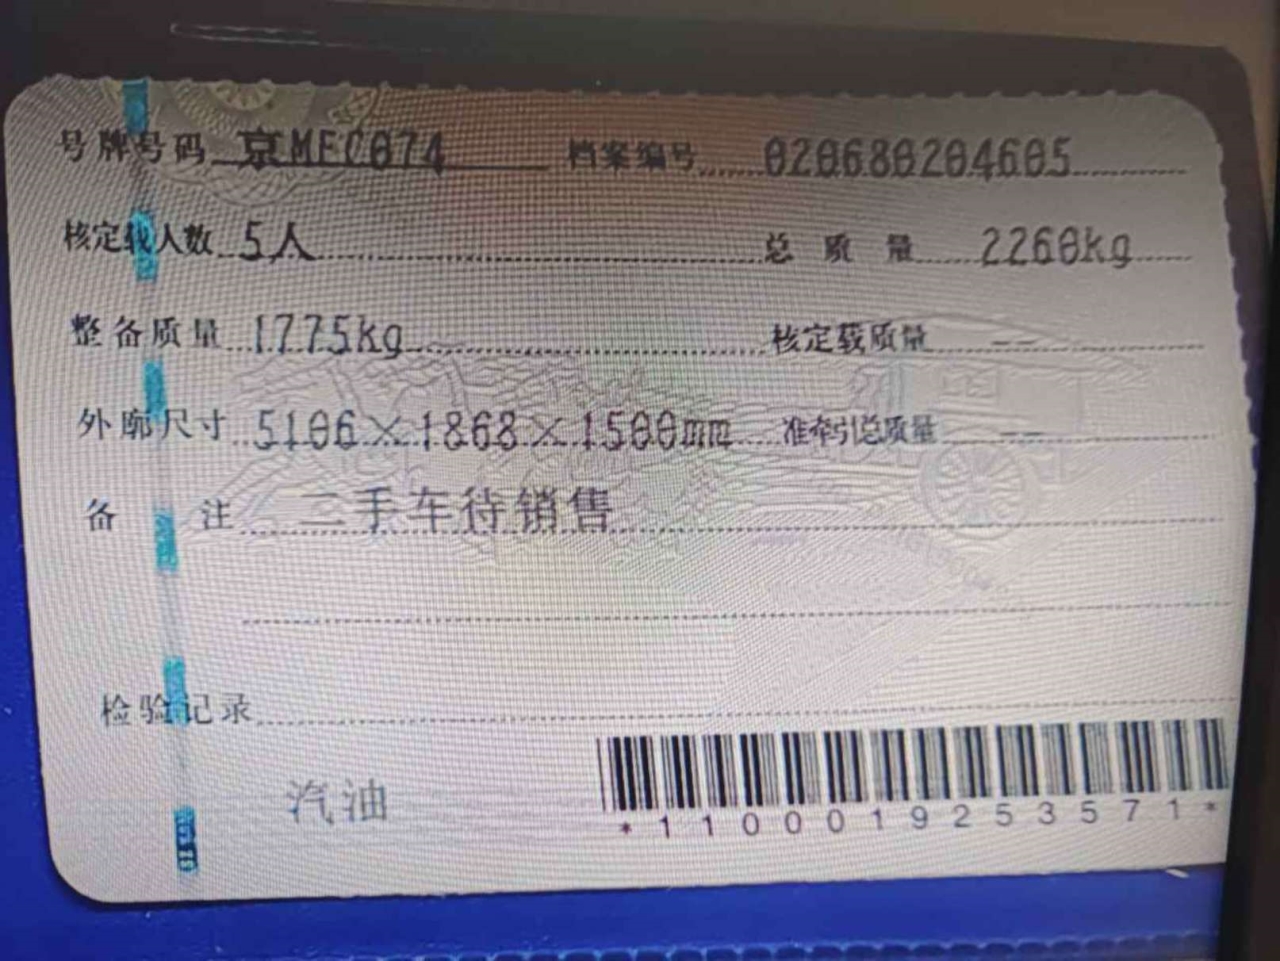 号牌号码 京MFC074 档案编号 020680204605
核定载人数 5人 总质量 2260kg
整备质量 1775kg 核定载质量 --
外廓尺寸 5106×1868×1500mm 准牵引总质量 --
备注 二手车待销售
检验记录
汽油
*1100019253571*